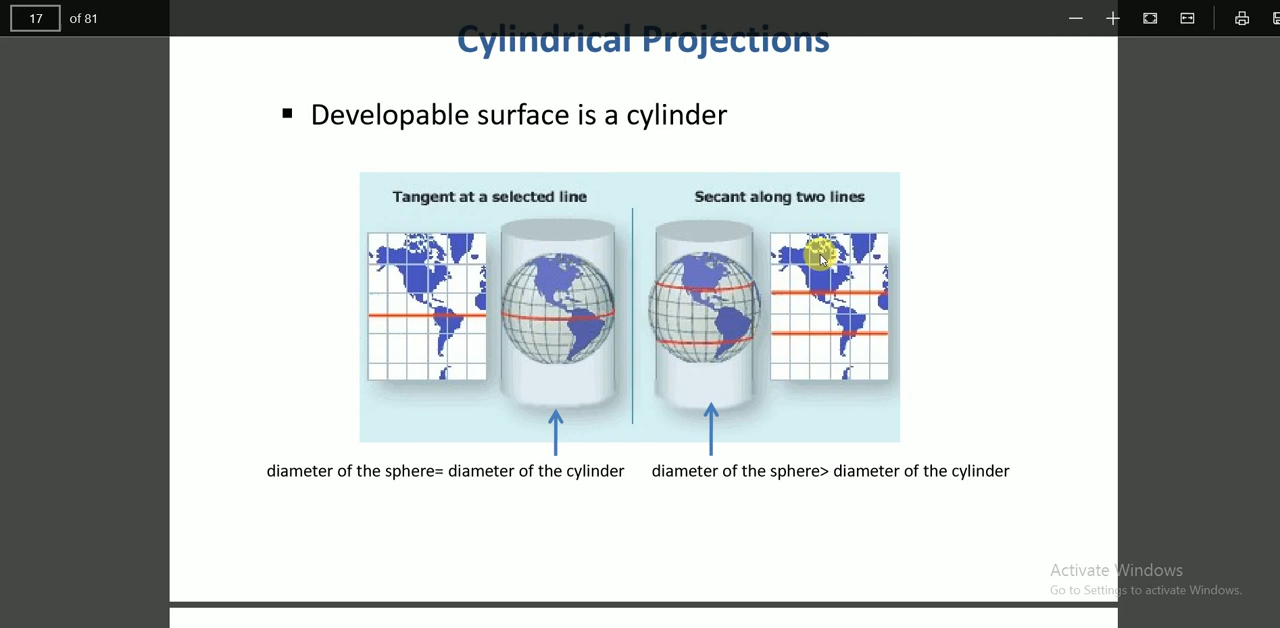 17 of 81
Cylindrical Projections
▪ Developable surface is a cylinder
Tangent at a selected line
Secant along two lines
diameter of the sphere= diameter of the cylinder
diameter of the sphere> diameter of the cylinder
Activate Windows
Go to Settings to activate Windows.